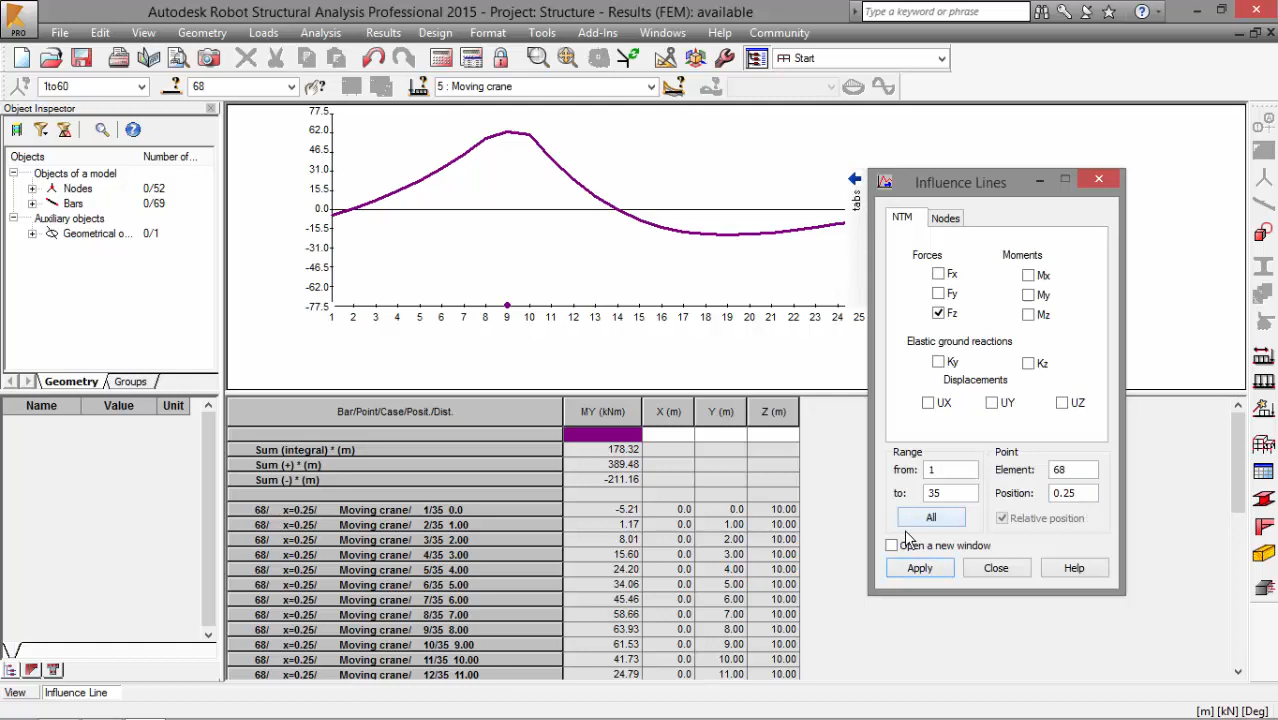 Autodesk Robot Structural Analysis Professional 2015 - Project: Structure - Results (FEM): available
Type a keyword or phrase
PRO
File Edit View Geometry Loads Analysis Results Design Format Tools Add-Ins Windows Help Community
Start
1to60
68
5 : Moving crane
Object Inspector
Objects Number of...
Objects of a model
Nodes 0/52
Bars 0/69
Auxiliary objects
Geometrical o... 0/1
Geometry Groups
Name Value Unit
77.5
62.0
46.5
31.0
15.5
0.0
-15.5
-31.0
-46.5
-62.0
-77.5
1 2 3 4 5 6 7 8 9 10 11 12 13 14 15 16 17 18 19 20 21 22 23 24 25
tabs
Influence Lines
NTM Nodes
Forces Moments
Fx Mx
Fy My
Fz Mz
Elastic ground reactions
Ky Kz
Displacements
UX UY UZ
Range Point
from: 1 Element: 68
to: 35 Position: 0.25
All Relative position
Open a new window
Apply Close Help
Bar/Point/Case/Posit./Dist. MY (kNm) X (m) Y (m) Z (m)
Sum (integral) * (m) 178.32
Sum (+) * (m) 389.48
Sum (-) * (m) -211.16
68/ x=0.25/ Moving crane/ 1/35 0.0 -5.21 0.0 0.0 10.00
68/ x=0.25/ Moving crane/ 2/35 1.00 1.17 0.0 1.00 10.00
68/ x=0.25/ Moving crane/ 3/35 2.00 8.01 0.0 2.00 10.00
68/ x=0.25/ Moving crane/ 4/35 3.00 15.60 0.0 3.00 10.00
68/ x=0.25/ Moving crane/ 5/35 4.00 24.20 0.0 4.00 10.00
68/ x=0.25/ Moving crane/ 6/35 5.00 34.06 0.0 5.00 10.00
68/ x=0.25/ Moving crane/ 7/35 6.00 45.46 0.0 6.00 10.00
68/ x=0.25/ Moving crane/ 8/35 7.00 58.66 0.0 7.00 10.00
68/ x=0.25/ Moving crane/ 9/35 8.00 63.93 0.0 8.00 10.00
68/ x=0.25/ Moving crane/ 10/35 9.00 61.53 0.0 9.00 10.00
68/ x=0.25/ Moving crane/ 11/35 10.00 41.73 0.0 10.00 10.00
68/ x=0.25/ Moving crane/ 12/35 11.00 24.79 0.0 11.00 10.00
View Influence Line
[m] [kN] [Deg]